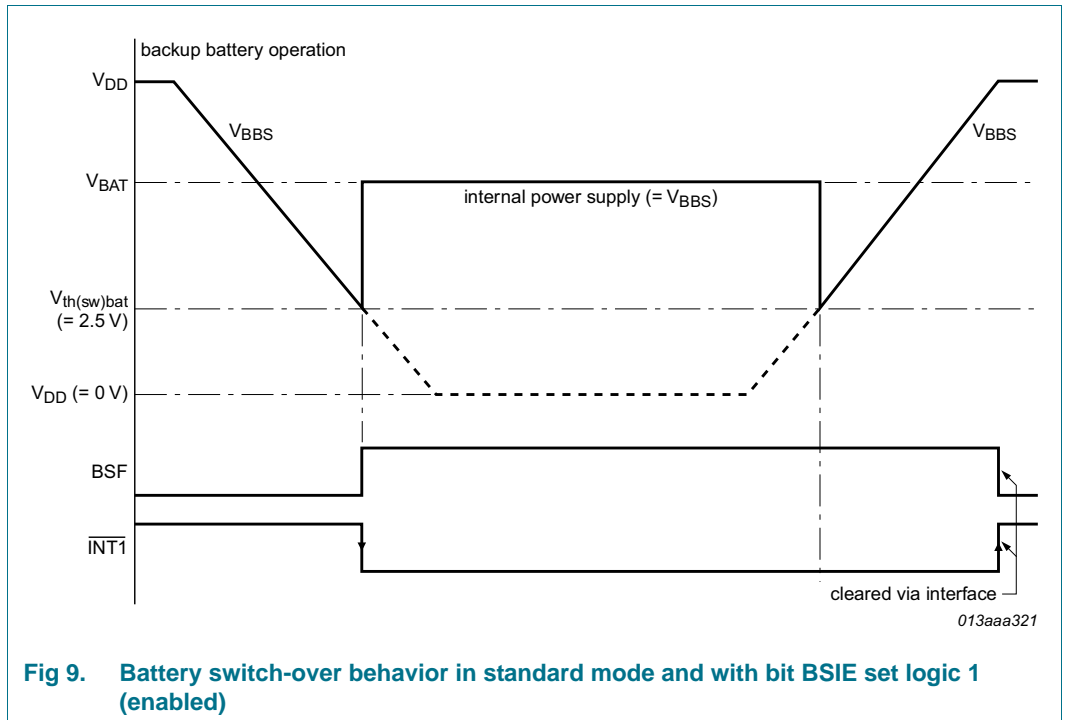 backup battery operation
VDD
VBBS
VBBS
VBAT
internal power supply (= VBBS)
Vth(sw)bat
(= 2.5 V)
VDD (= 0 V)
BSF
INT1
cleared via interface
013aaa321
Fig 9. Battery switch-over behavior in standard mode and with bit BSIE set logic 1
(enabled)